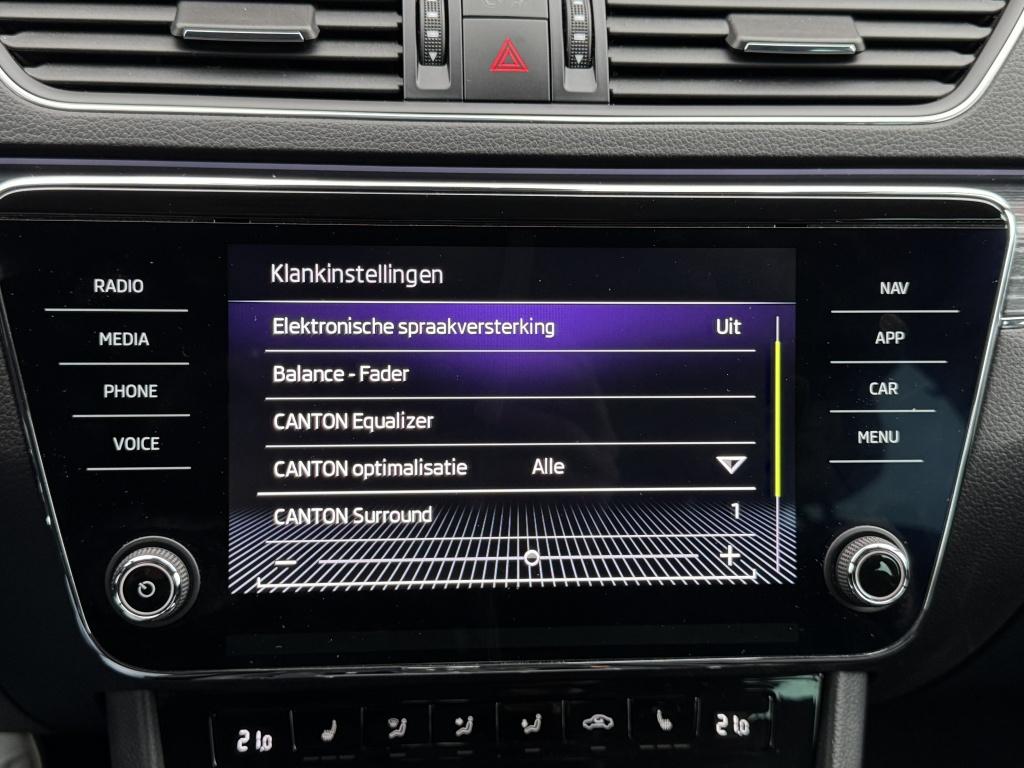 Klankinstellingen
RADIO
NAV
Elektronische spraakversterking Uit
MEDIA
APP
Balance - Fader
PHONE
CAR
CANTON Equalizer
VOICE
MENU
CANTON optimalisatie Alle
CANTON Surround 1
− +
21,0
21,0